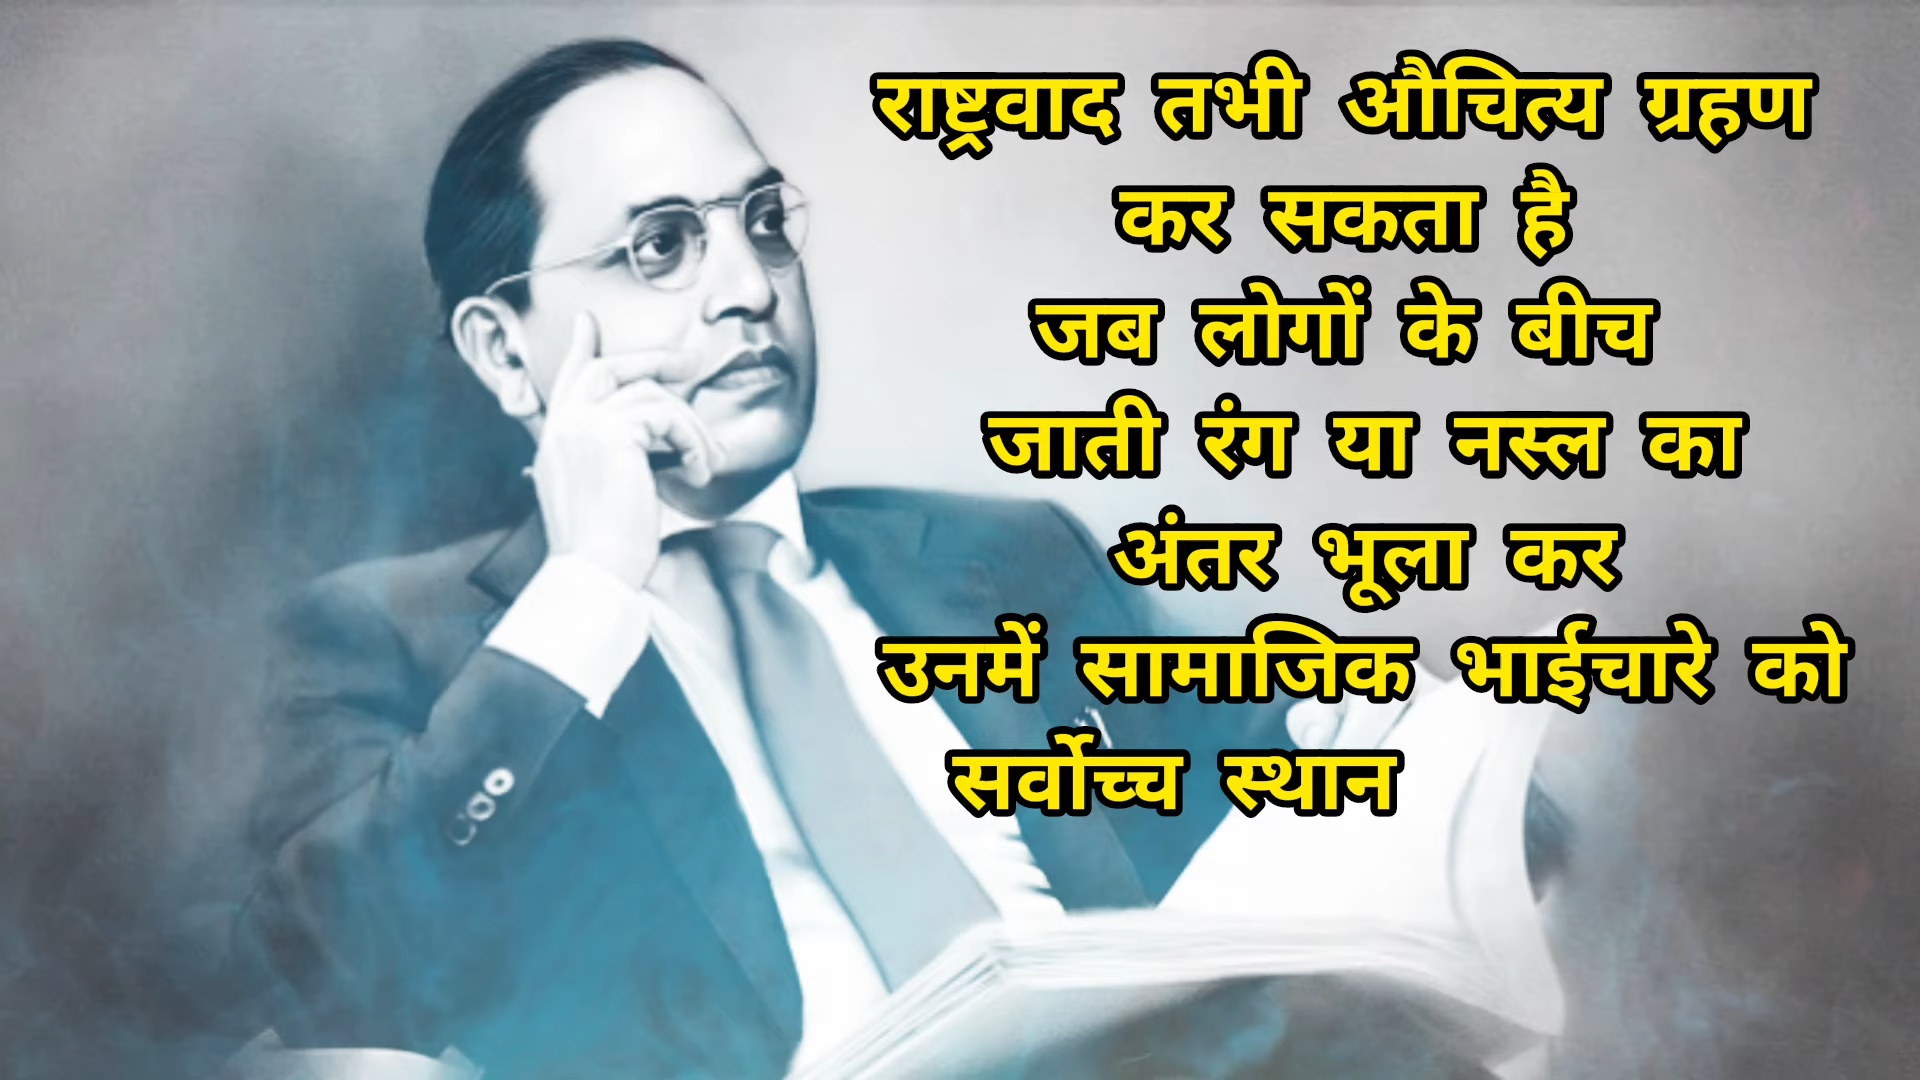 राष्ट्रवाद तभी औचित्य ग्रहण
कर सकता है
जब लोगों के बीच
जाती रंग या नस्ल का
अंतर भूला कर
उनमें सामाजिक भाईचारे को
सर्वोच्च स्थान